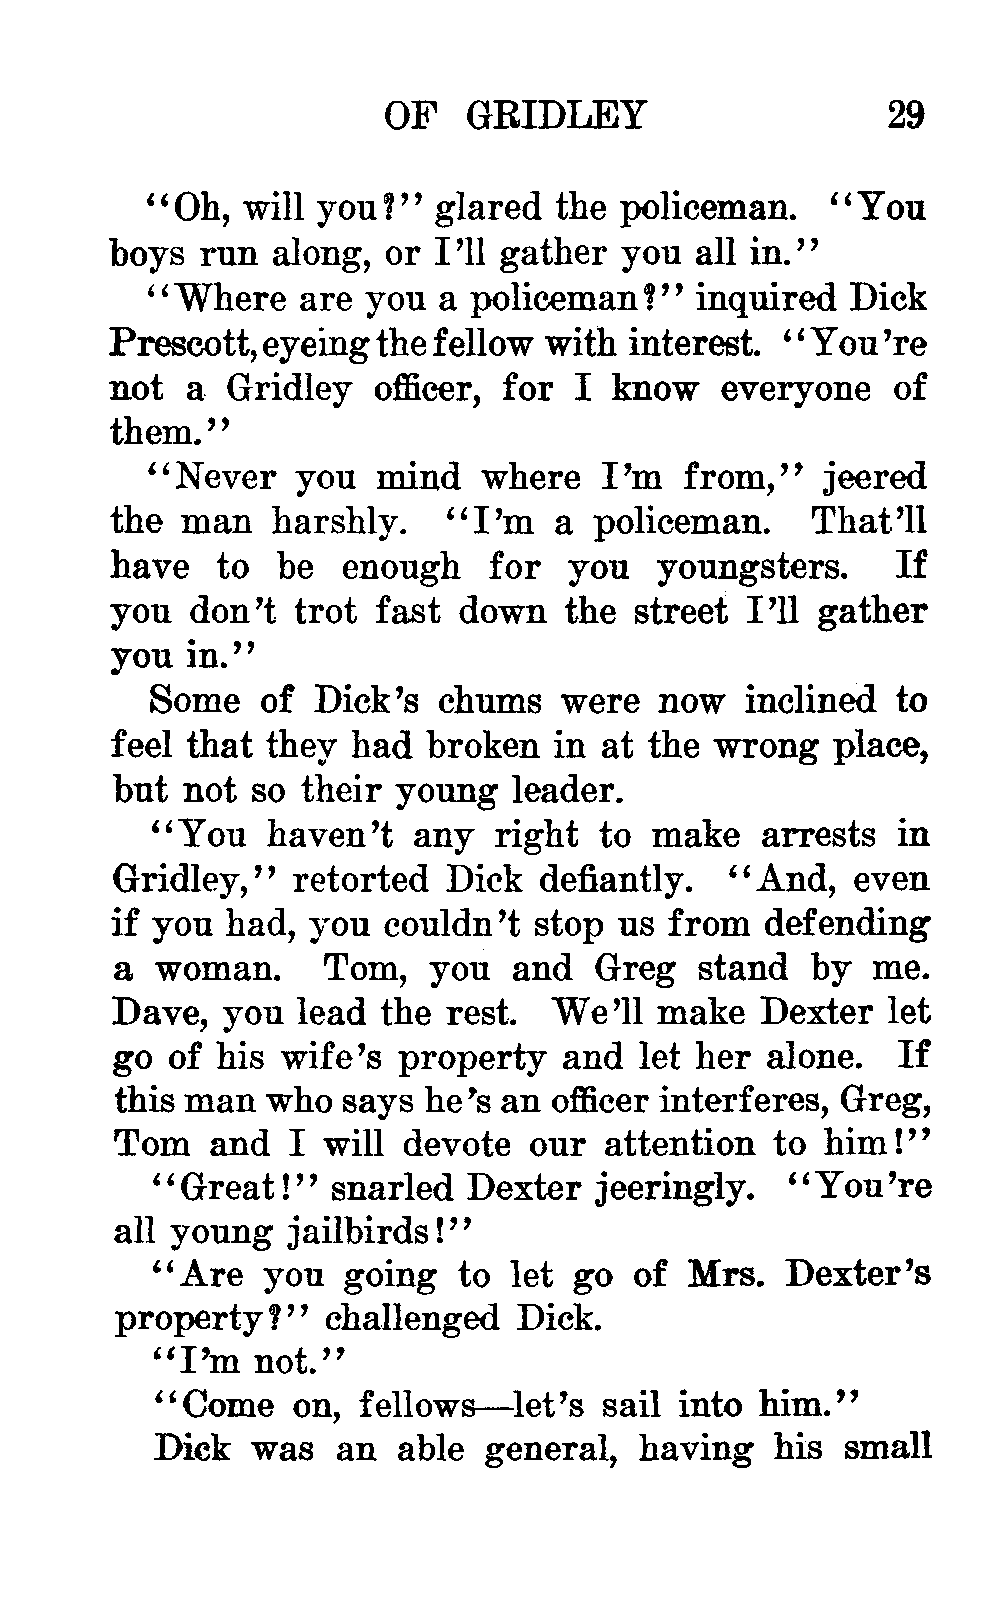 OF GRIDLEY 29
"Oh, will you?" glared the policeman. "You
boys run along, or I'll gather you all in."
"Where are you a policeman?" inquired Dick
Prescott, eyeing the fellow with interest. "You're
not a Gridley officer, for I know everyone of
them."
"Never you mind where I'm from," jeered
the man harshly. "I'm a policeman. That'll
have to be enough for you youngsters. If
you don't trot fast down the street I'll gather
you in."
Some of Dick's chums were now inclined to
feel that they had broken in at the wrong place,
but not so their young leader.
"You haven't any right to make arrests in
Gridley," retorted Dick defiantly. "And, even
if you had, you couldn't stop us from defending
a woman. Tom, you and Greg stand by me.
Dave, you lead the rest. We'll make Dexter let
go of his wife's property and let her alone. If
this man who says he's an officer interferes, Greg,
Tom and I will devote our attention to him!"
"Great!" snarled Dexter jeeringly. "You're
all young jailbirds!"
"Are you going to let go of Mrs. Dexter's
property?" challenged Dick.
"I'm not."
"Come on, fellows—let's sail into him."
Dick was an able general, having his small